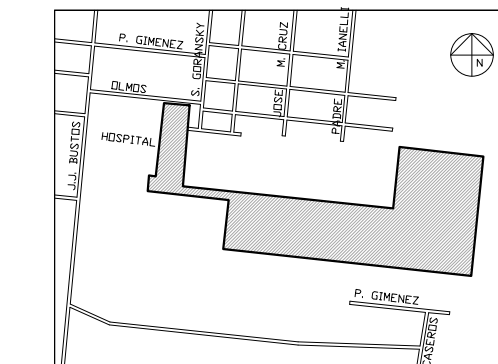 P. GIMENEZ
S. GORANSKY
M. CRUZ
M. IANELLI
N
OLMOS
JOSE
PADRE
HOSPITAL
J.J. BUSTOS
P. GIMENEZ
CASEROS